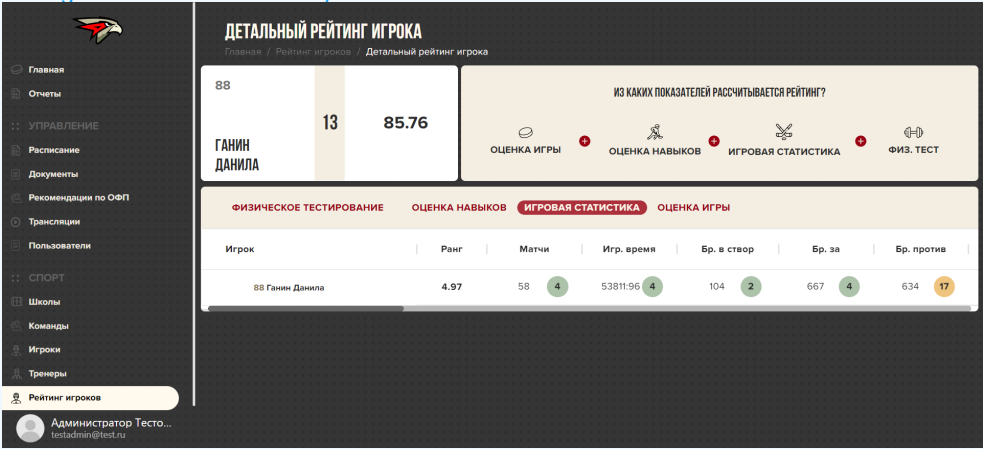 ДЕТАЛЬНЫЙ РЕЙТИНГ ИГРОКА
Главная / Рейтинг игроков / Детальный рейтинг игрока
Главная
Отчеты
УПРАВЛЕНИЕ
Расписание
Документы
Рекомендации по ОФП
Трансляции
Пользователи
СПОРТ
Школы
Команды
Игроки
Тренеры
Рейтинг игроков
Администратор Тесто...
testadmin@test.ru
88
ГАНИН
ДАНИЛА
13
85.76
ИЗ КАКИХ ПОКАЗАТЕЛЕЙ РАССЧИТЫВАЕТСЯ РЕЙТИНГ?
ОЦЕНКА ИГРЫ ОЦЕНКА НАВЫКОВ ИГРОВАЯ СТАТИСТИКА ФИЗ. ТЕСТ
ФИЗИЧЕСКОЕ ТЕСТИРОВАНИЕ ОЦЕНКА НАВЫКОВ ИГРОВАЯ СТАТИСТИКА ОЦЕНКА ИГРЫ
Игрок Ранг Матчи Игр. время Бр. в створ Бр. за Бр. против
88 Ганин Данила 4.97 58 4 53811:96 4 104 2 667 4 634 17